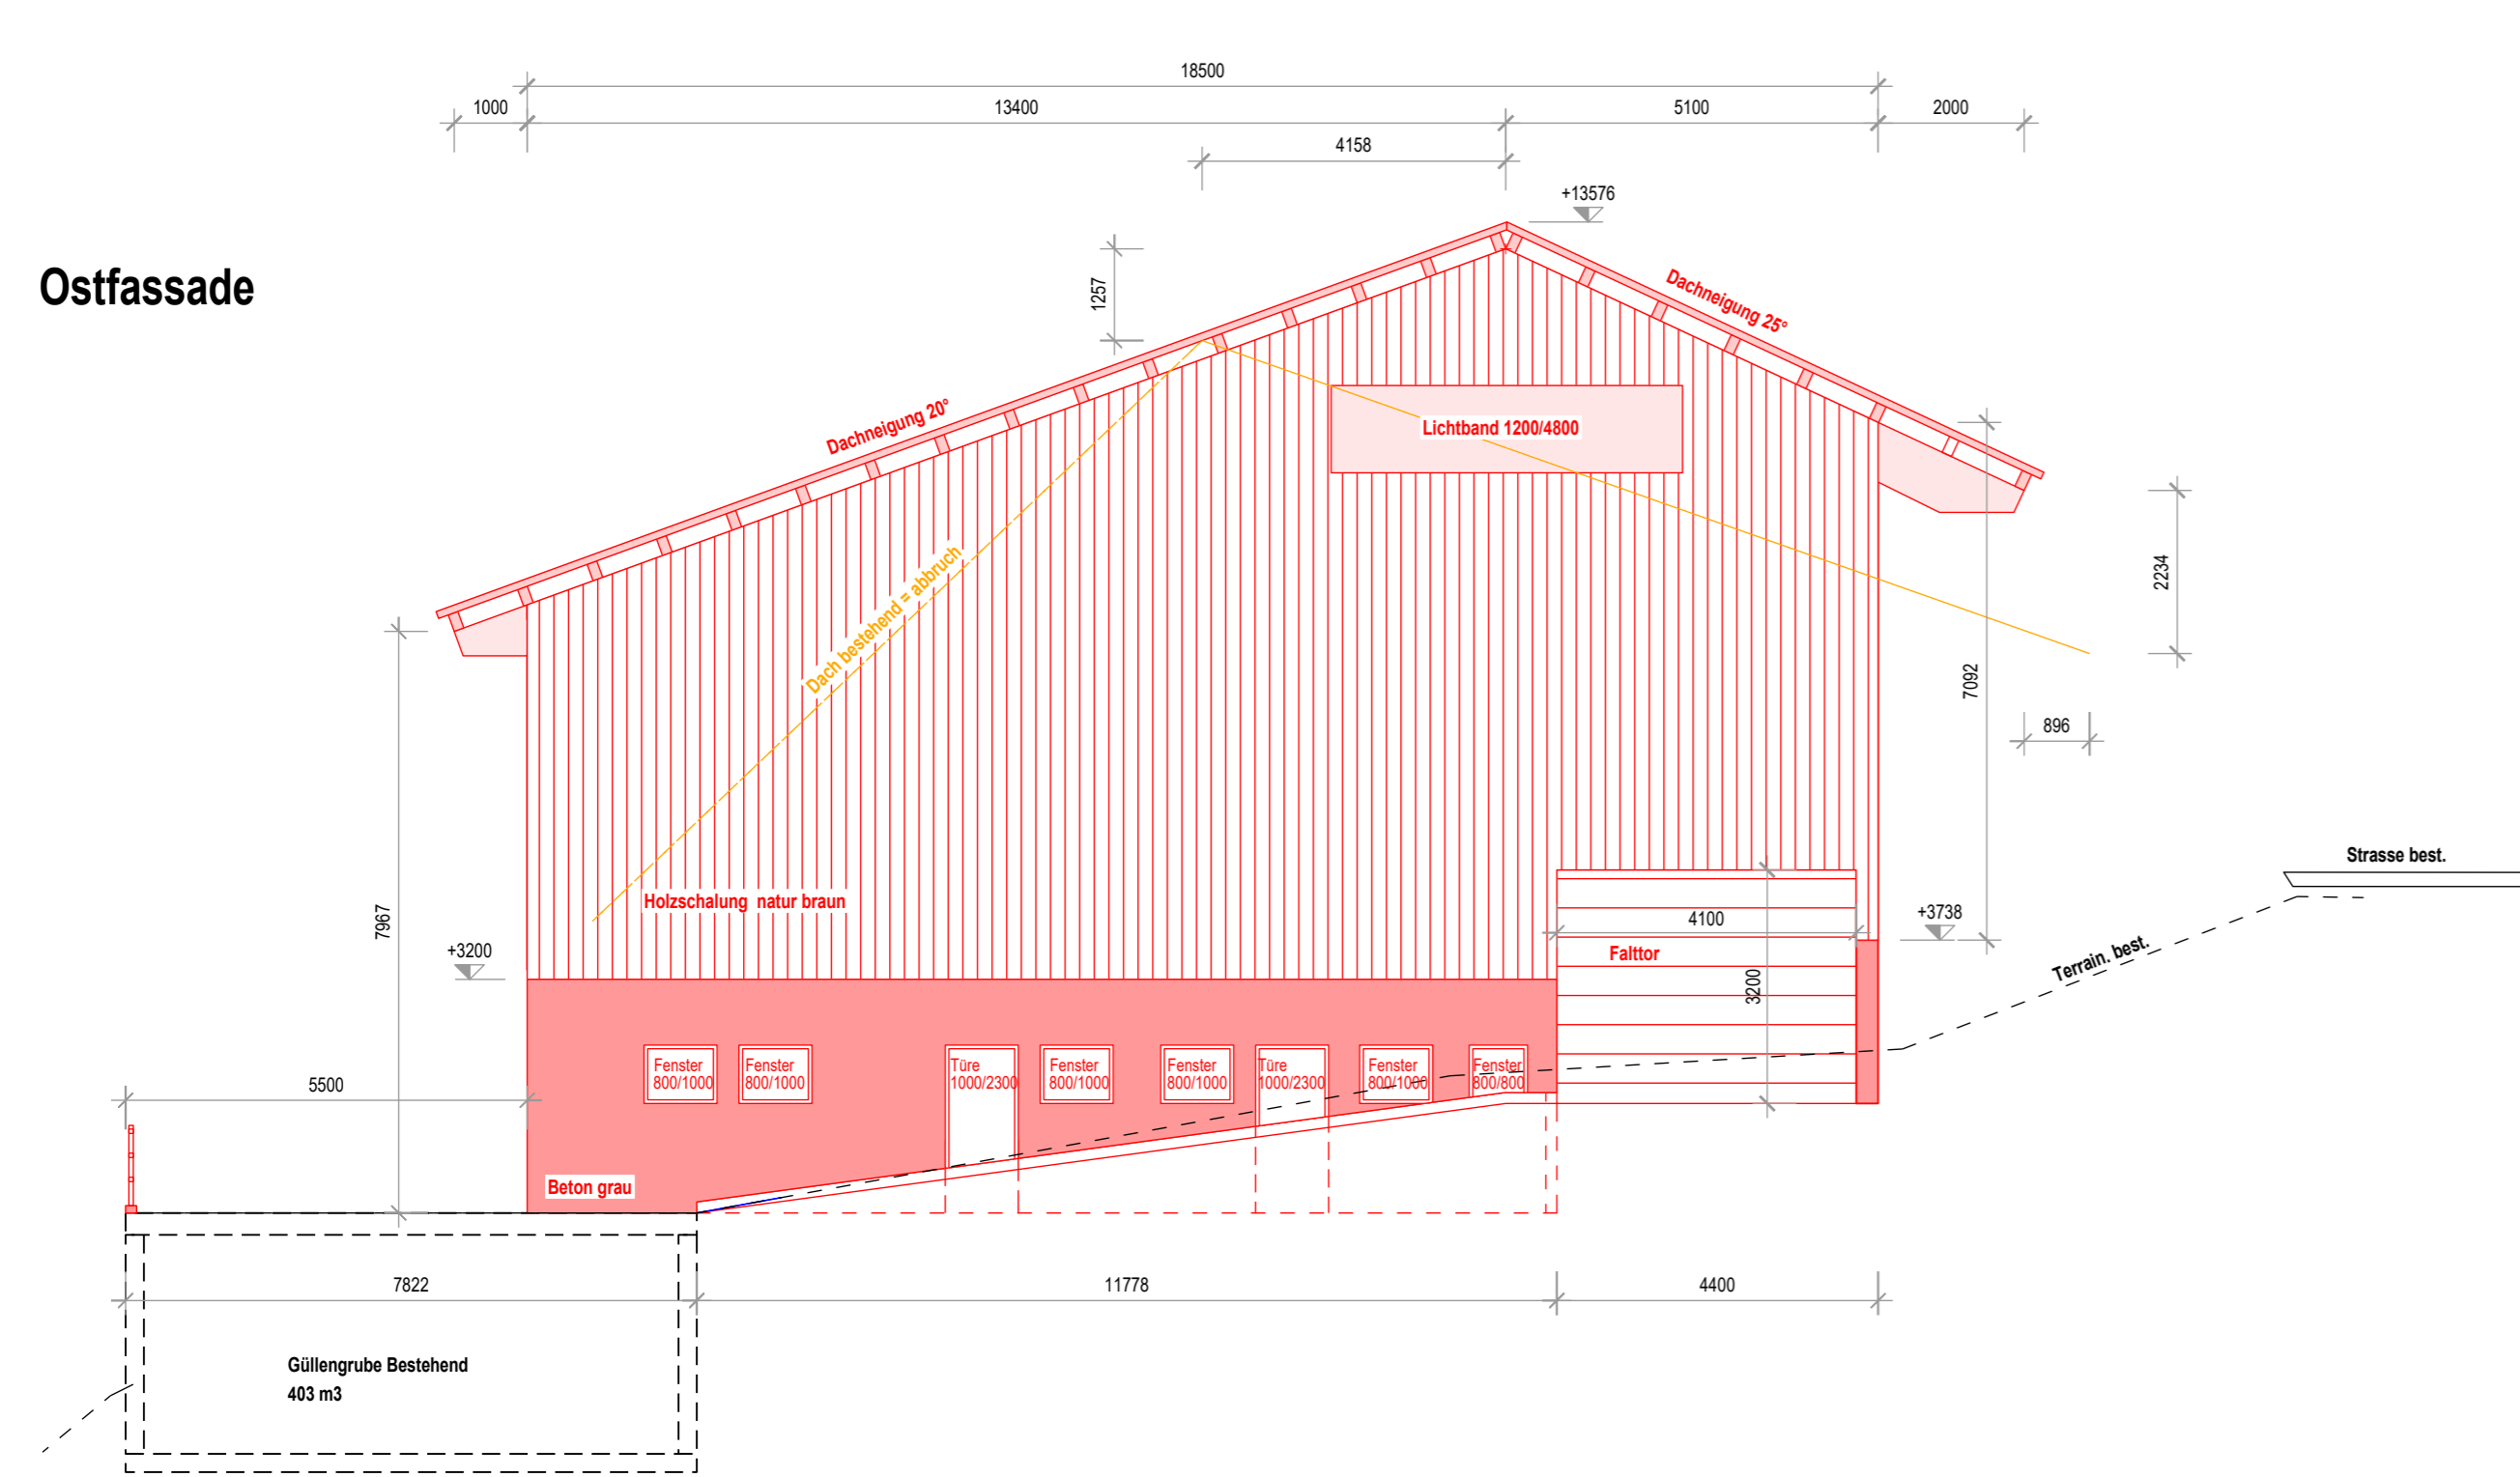 18500
1000
13400
5100
2000
4158
+13576
Ostfassade
1257
Dachneigung 25°
Dachneigung 20°
Lichtband 1200/4800
Dach bestehend = abbruch
2234
7092
896
Strasse best.
Holzschalung natur braun
7967
4100
+3738
+3200
Falttor
Terrain. best.
3200
Fenster
800/1000
Fenster
800/1000
Türe
1000/2300
Fenster
800/1000
Fenster
800/1000
Türe
1000/2300
Fenster
800/1000
Fenster
800/800
5500
Beton grau
7822
11778
4400
Güllengrube Bestehend
403 m3